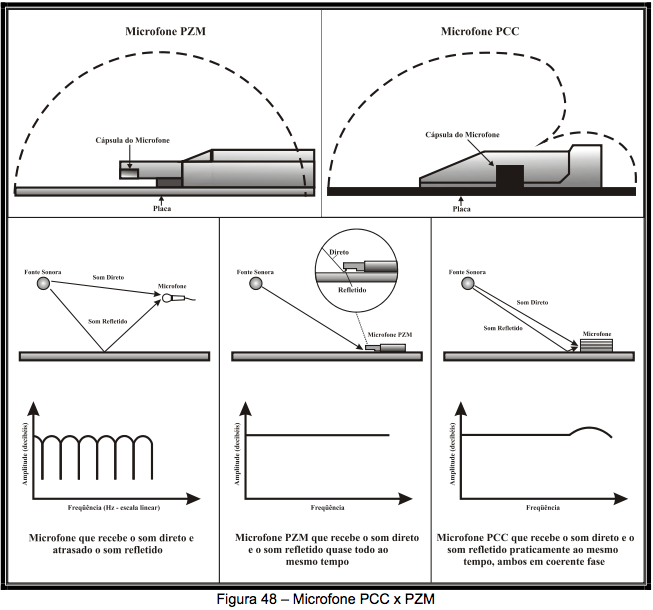 Microfone PZM
Cápsula do Microfone
Placa
Microfone PCC
Cápsula do Microfone
Placa
Fonte Sonora
Som Direto
Microfone
Som Refletido
Amplitude (decibéis)
Freqüência (Hz - escala linear)
Microfone que recebe o som direto e
atrasado o som refletido
Fonte Sonora
Direto
Refletido
Microfone PZM
Amplitude (decibéis)
Freqüência
Microfone PZM que recebe o som direto
e o som refletido quase todo ao
mesmo tempo
Fonte Sonora
Som Direto
Som Refletido
Microfone
Amplitude (decibéis)
Freqüência
Microfone PCC que recebe o som direto e o
som refletido praticamente ao mesmo
tempo, ambos em coerente fase
Figura 48 – Microfone PCC x PZM